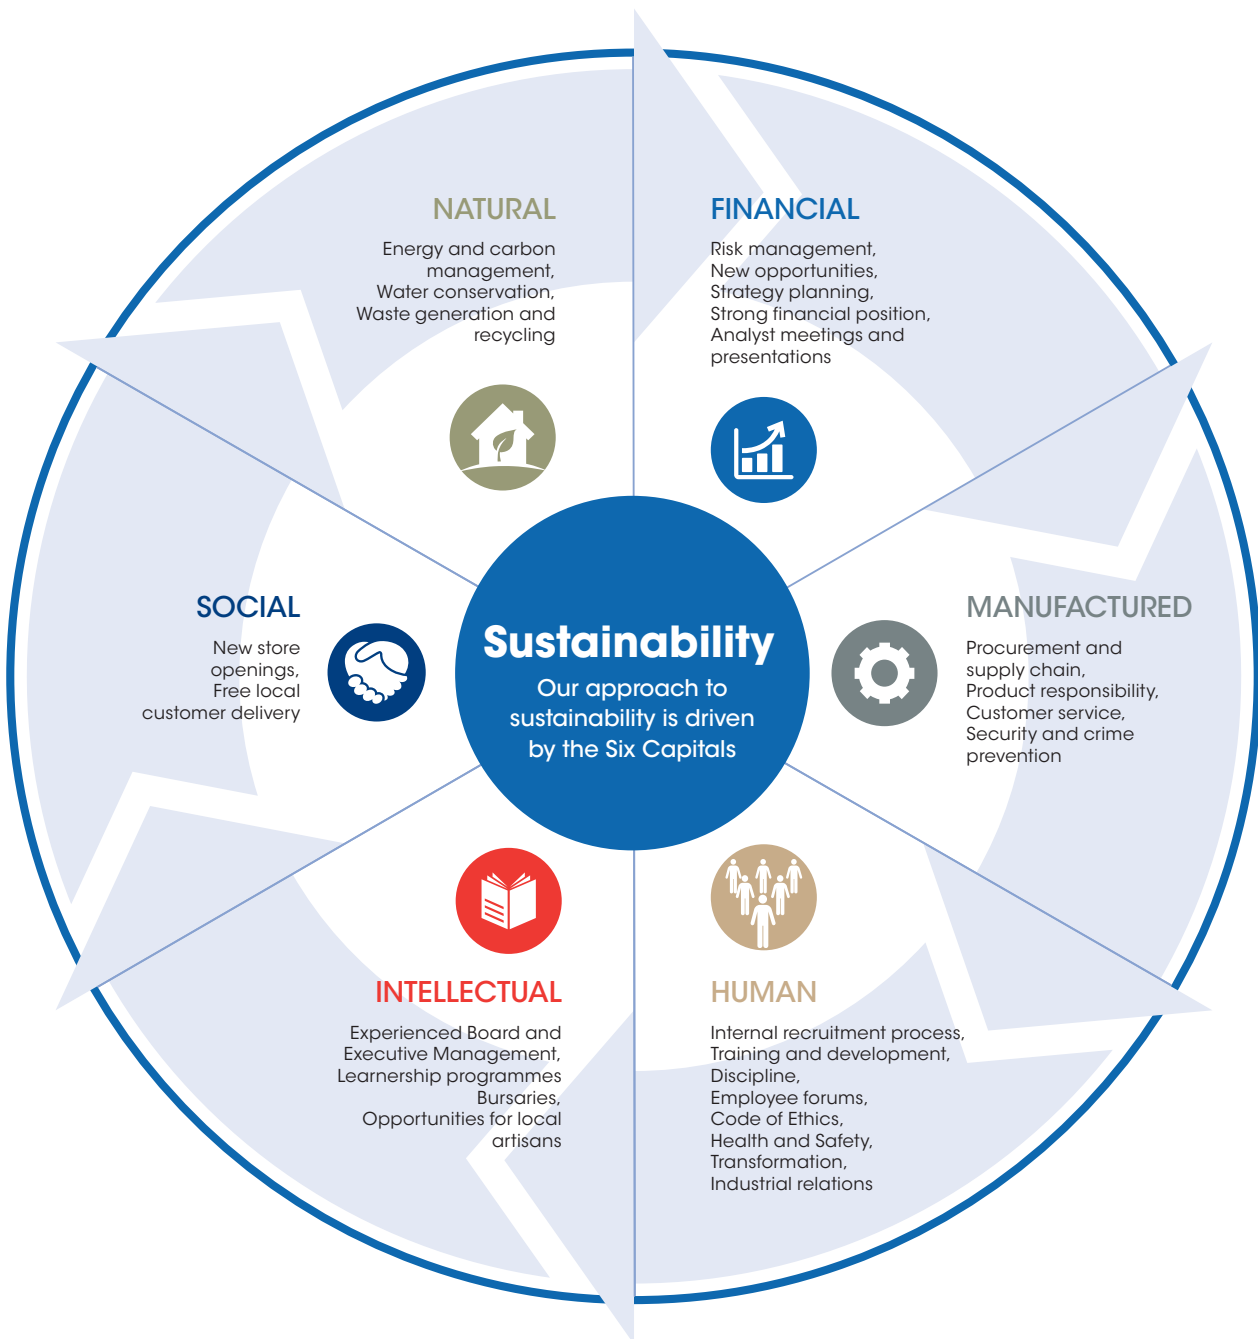 NATURAL
Energy and carbon
management,
Water conservation,
Waste generation and
recycling
FINANCIAL
Risk management,
New opportunities,
Strategy planning,
Strong financial position,
Analyst meetings and
presentations
SOCIAL
New store
openings,
Free local
customer delivery
Sustainability
Our approach to
sustainability is driven
by the Six Capitals
MANUFACTURED
Procurement and
supply chain,
Product responsibility,
Customer service,
Security and crime
prevention
INTELLECTUAL
Experienced Board and
Executive Management,
Learnership programmes
Bursaries,
Opportunities for local
artisans
HUMAN
Internal recruitment process,
Training and development,
Discipline,
Employee forums,
Code of Ethics,
Health and Safety,
Transformation,
Industrial relations